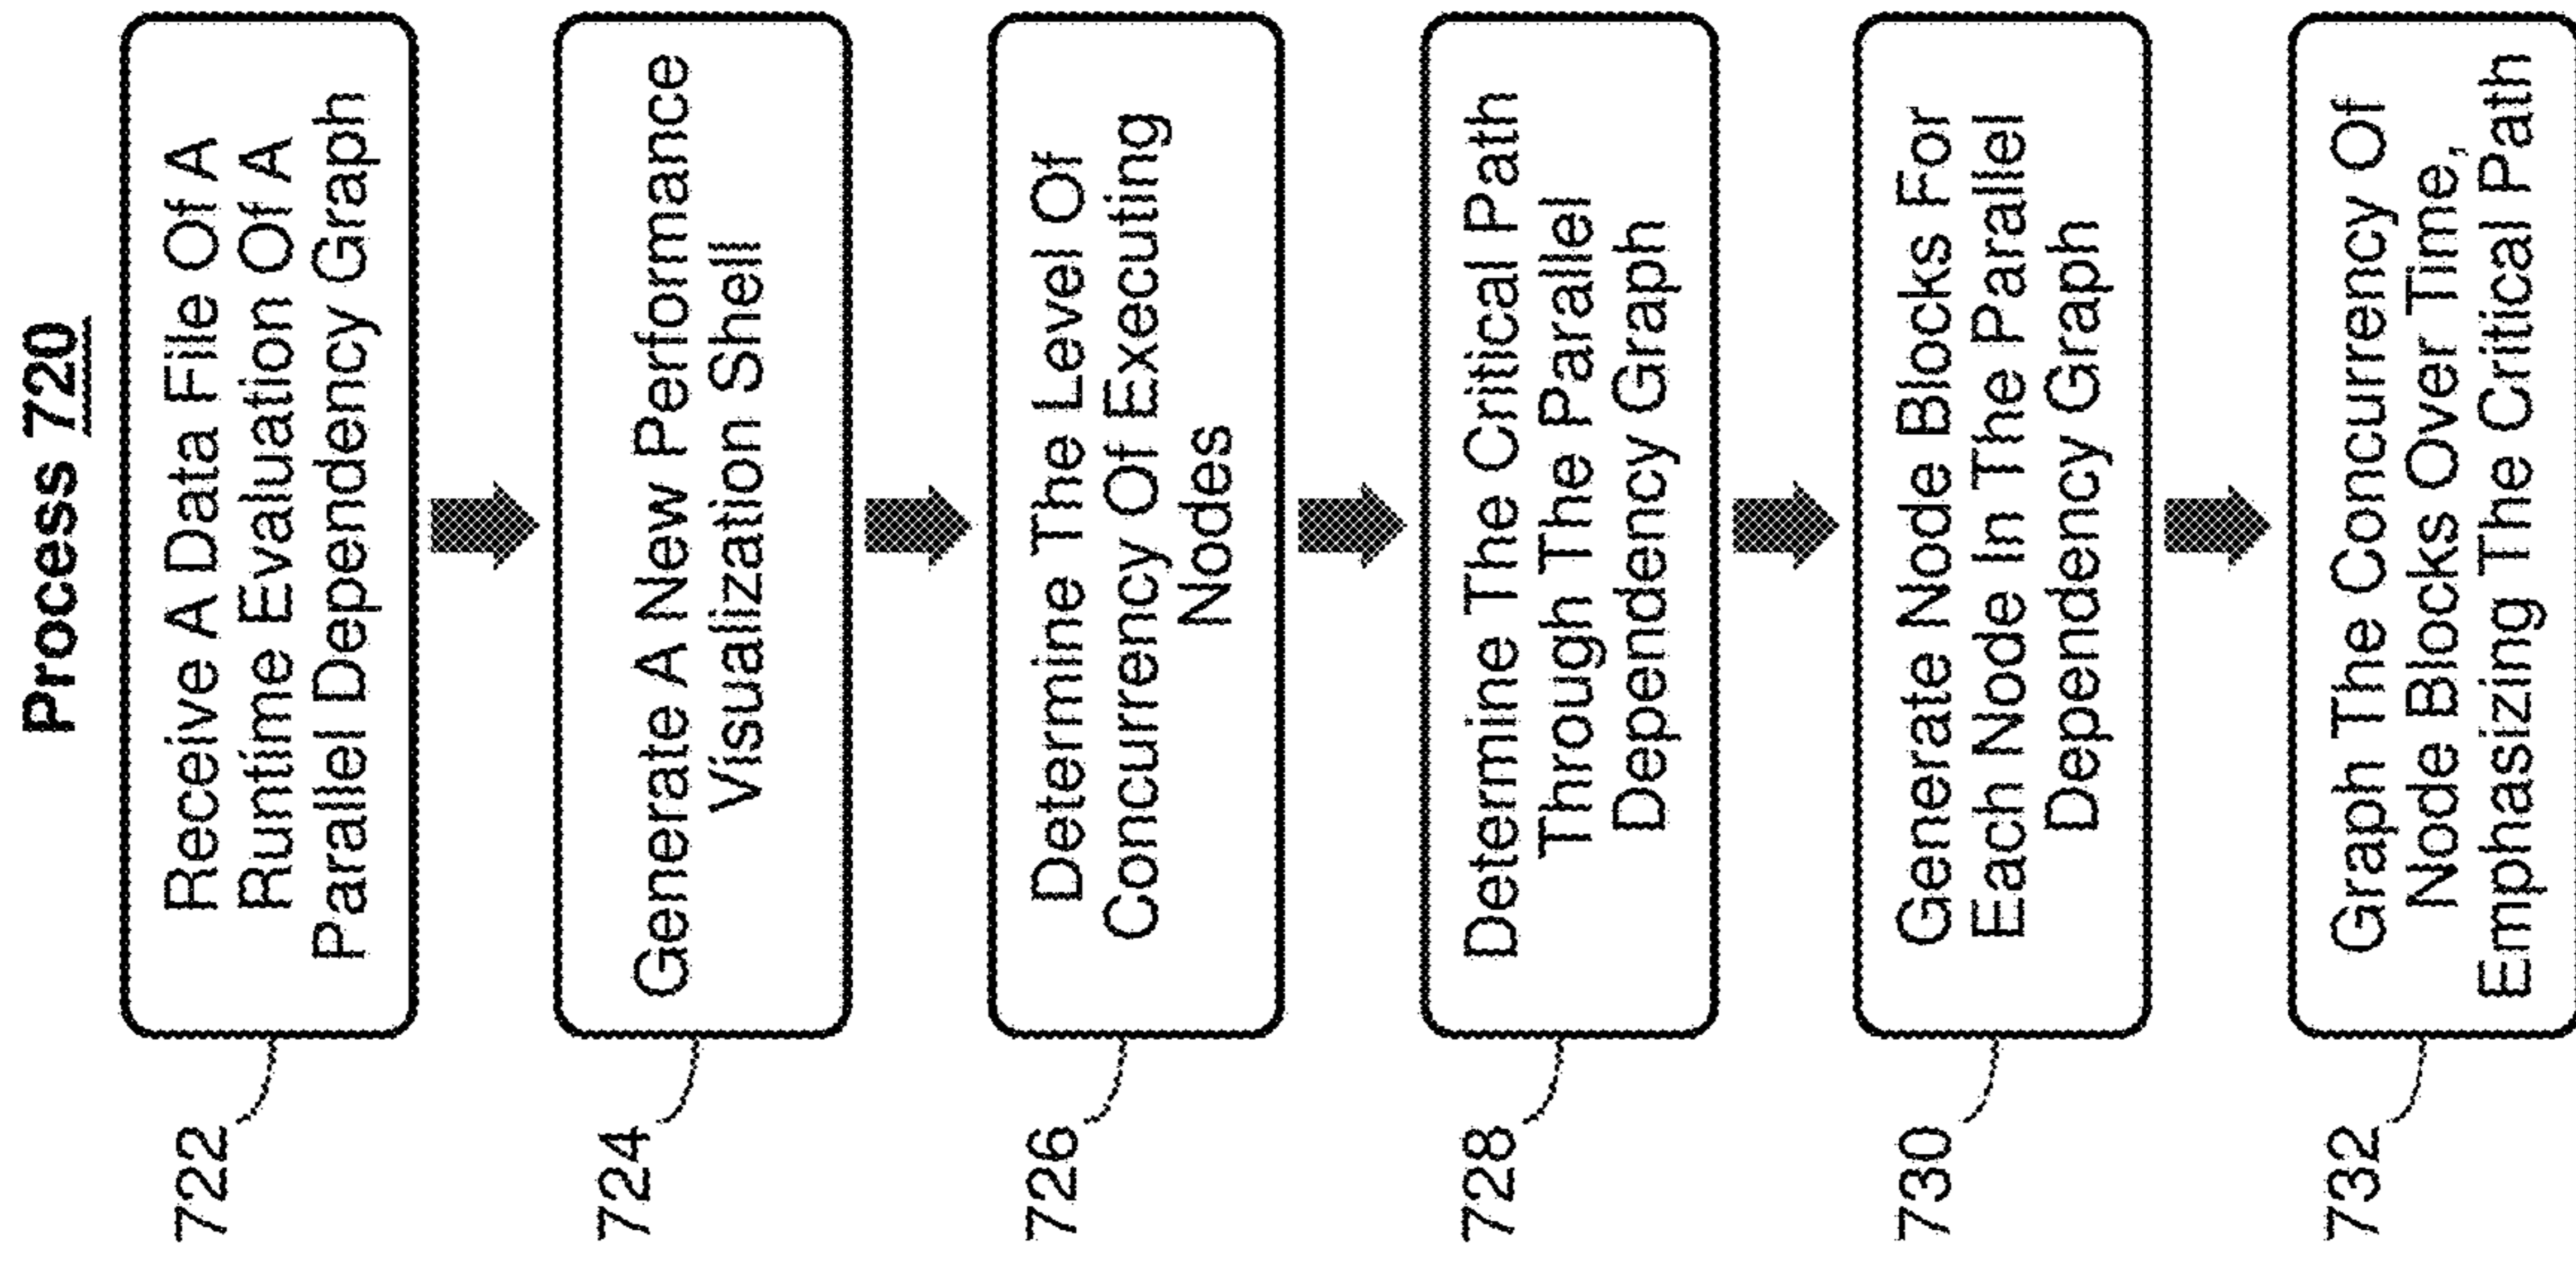 Process 720
722
Receive A Data File Of A
Runtime Evaluation Of A
Parallel Dependency Graph
724
Generate A New Performance
Visualization Shell
726
Determine The Level Of
Concurrency Of Executing
Nodes
728
Determine The Critical Path
Through The Parallel
Dependency Graph
730
Generate Node Blocks For
Each Node In The Parallel
Dependency Graph
732
Graph The Concurrency Of
Node Blocks Over Time,
Emphasizing The Critical Path